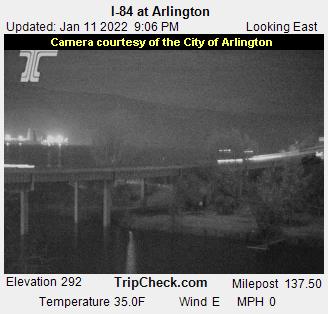 I-84 at Arlington
Updated: Jan 11 2022 9:06 PM Looking East
Camera courtesy of the City of Arlington
Elevation 292 TripCheck.com Milepost 137.50
Temperature 35.0F Wind E MPH 0